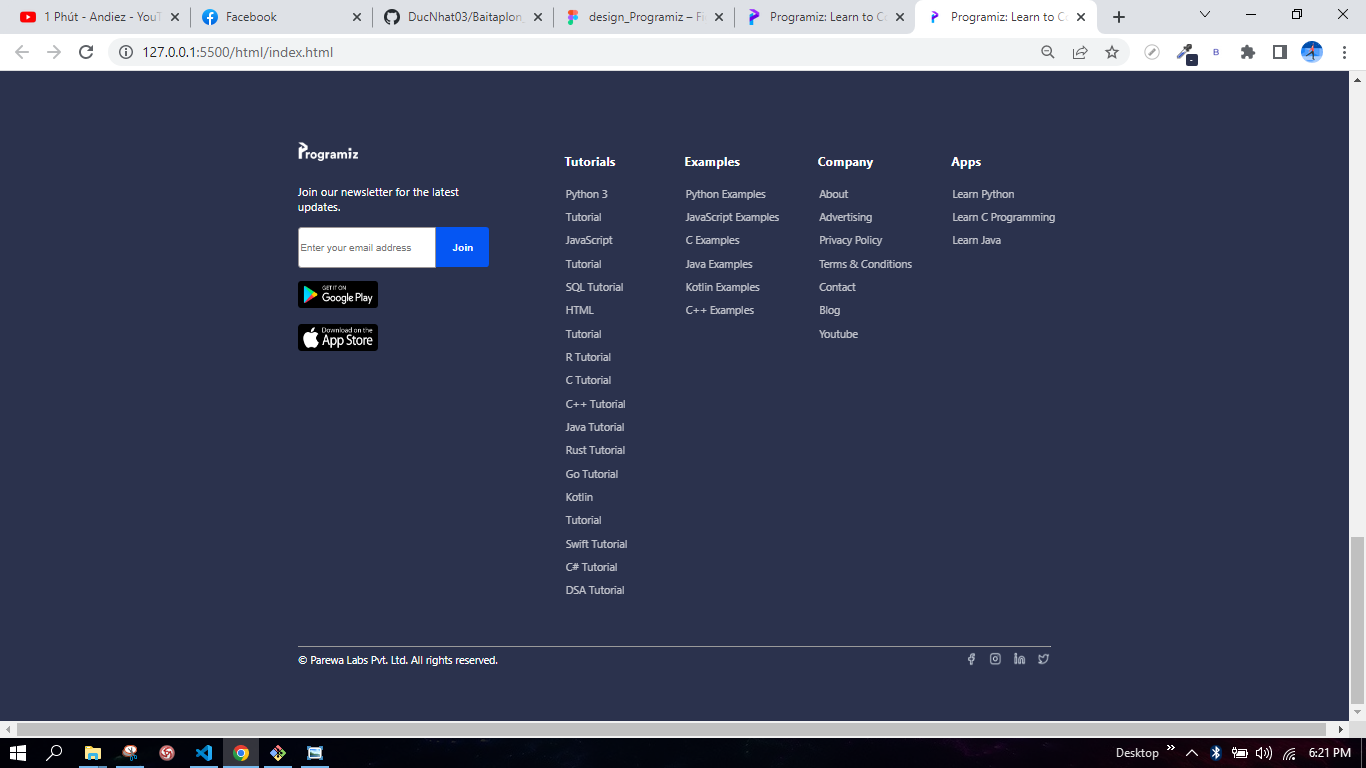 1 Phút - Andiez - YouT
Facebook
DucNhat03/Baitaplon_
design_Programiz – Fi
Programiz: Learn to Co
Programiz: Learn to Co
127.0.0.1:5500/html/index.html
B
Programiz
Join our newsletter for the latest
updates.
Enter your email address
Join
GET IT ON
Google Play
Download on the
App Store
Tutorials
Python 3
Tutorial
JavaScript
Tutorial
SQL Tutorial
HTML
Tutorial
R Tutorial
C Tutorial
C++ Tutorial
Java Tutorial
Rust Tutorial
Go Tutorial
Kotlin
Tutorial
Swift Tutorial
C# Tutorial
DSA Tutorial
Examples
Python Examples
JavaScript Examples
C Examples
Java Examples
Kotlin Examples
C++ Examples
Company
About
Advertising
Privacy Policy
Terms & Conditions
Contact
Blog
Youtube
Apps
Learn Python
Learn C Programming
Learn Java
© Parewa Labs Pvt. Ltd. All rights reserved.
Desktop
6:21 PM